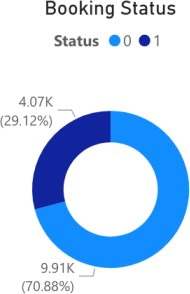 Booking Status
Status 0 1
4.07K
(29.12%)
9.91K
(70.88%)